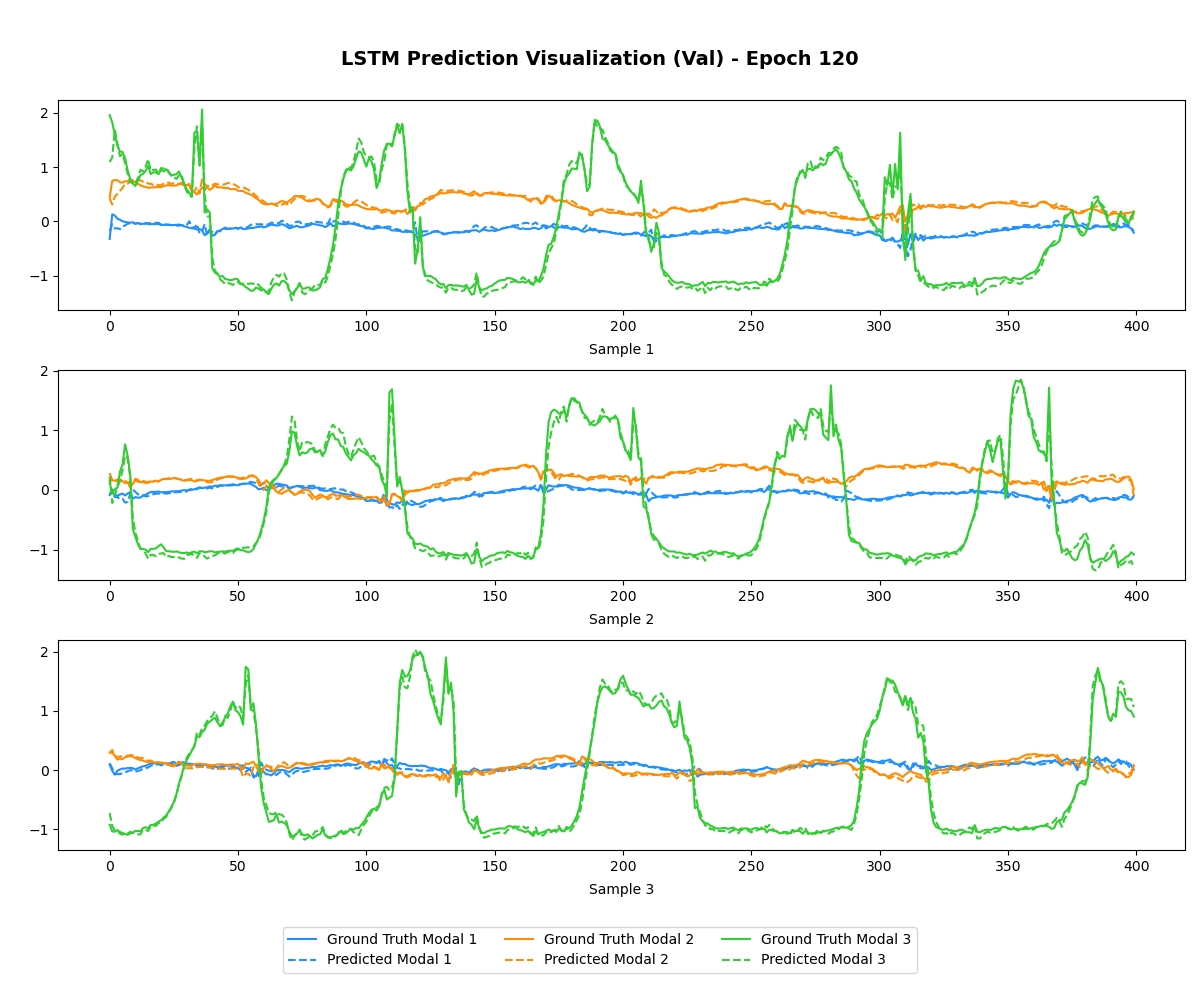 LSTM Prediction Visualization (Val) - Epoch 120
2
1
0
−1
0 50 100 150 200 250 300 350 400
Sample 1
2
1
0
−1
0 50 100 150 200 250 300 350 400
Sample 2
2
1
0
−1
0 50 100 150 200 250 300 350 400
Sample 3
Ground Truth Modal 1 Ground Truth Modal 2 Ground Truth Modal 3
Predicted Modal 1 Predicted Modal 2 Predicted Modal 3